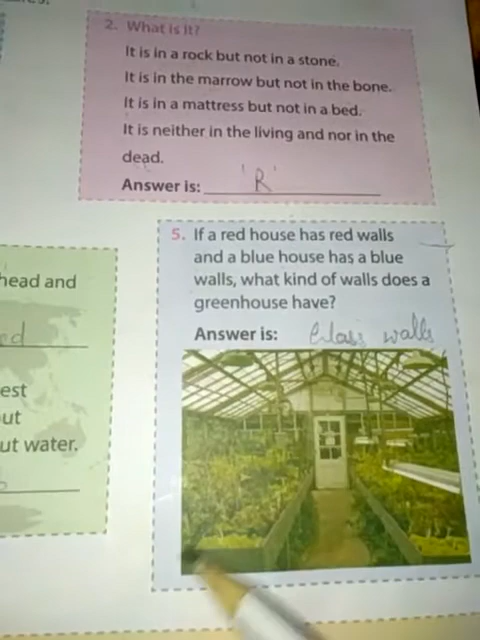 2. What is it?
It is in a rock but not in a stone.
It is in the marrow but not in the bone.
It is in a mattress but not in a bed.
It is neither in the living and nor in the
dead.
Answer is: 'R'
5. If a red house has red walls
and a blue house has a blue
walls, what kind of walls does a
greenhouse have?
Answer is: Glass walls
head and
ed
est
out
ut water.